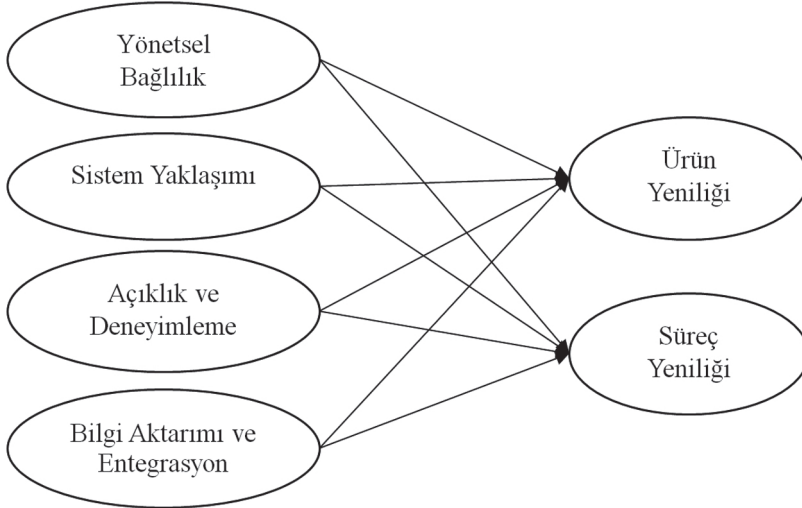 Yönetsel
Bağlılık
Sistem Yaklaşımı
Açıklık ve
Deneyimleme
Bilgi Aktarımı ve
Entegrasyon
Ürün
Yeniliği
Süreç
Yeniliği